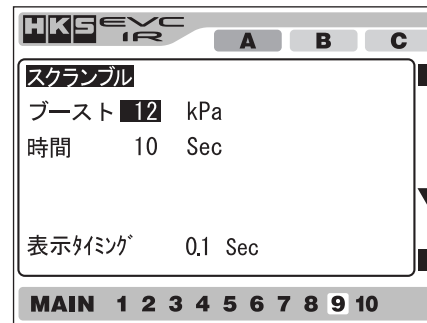 HKS EVC
IR
A B C
スクランブル
ブースト 12 kPa
時間 10 Sec
表示ﾀｲﾐﾝｸﾞ 0.1 Sec
MAIN 1 2 3 4 5 6 7 8 9 10